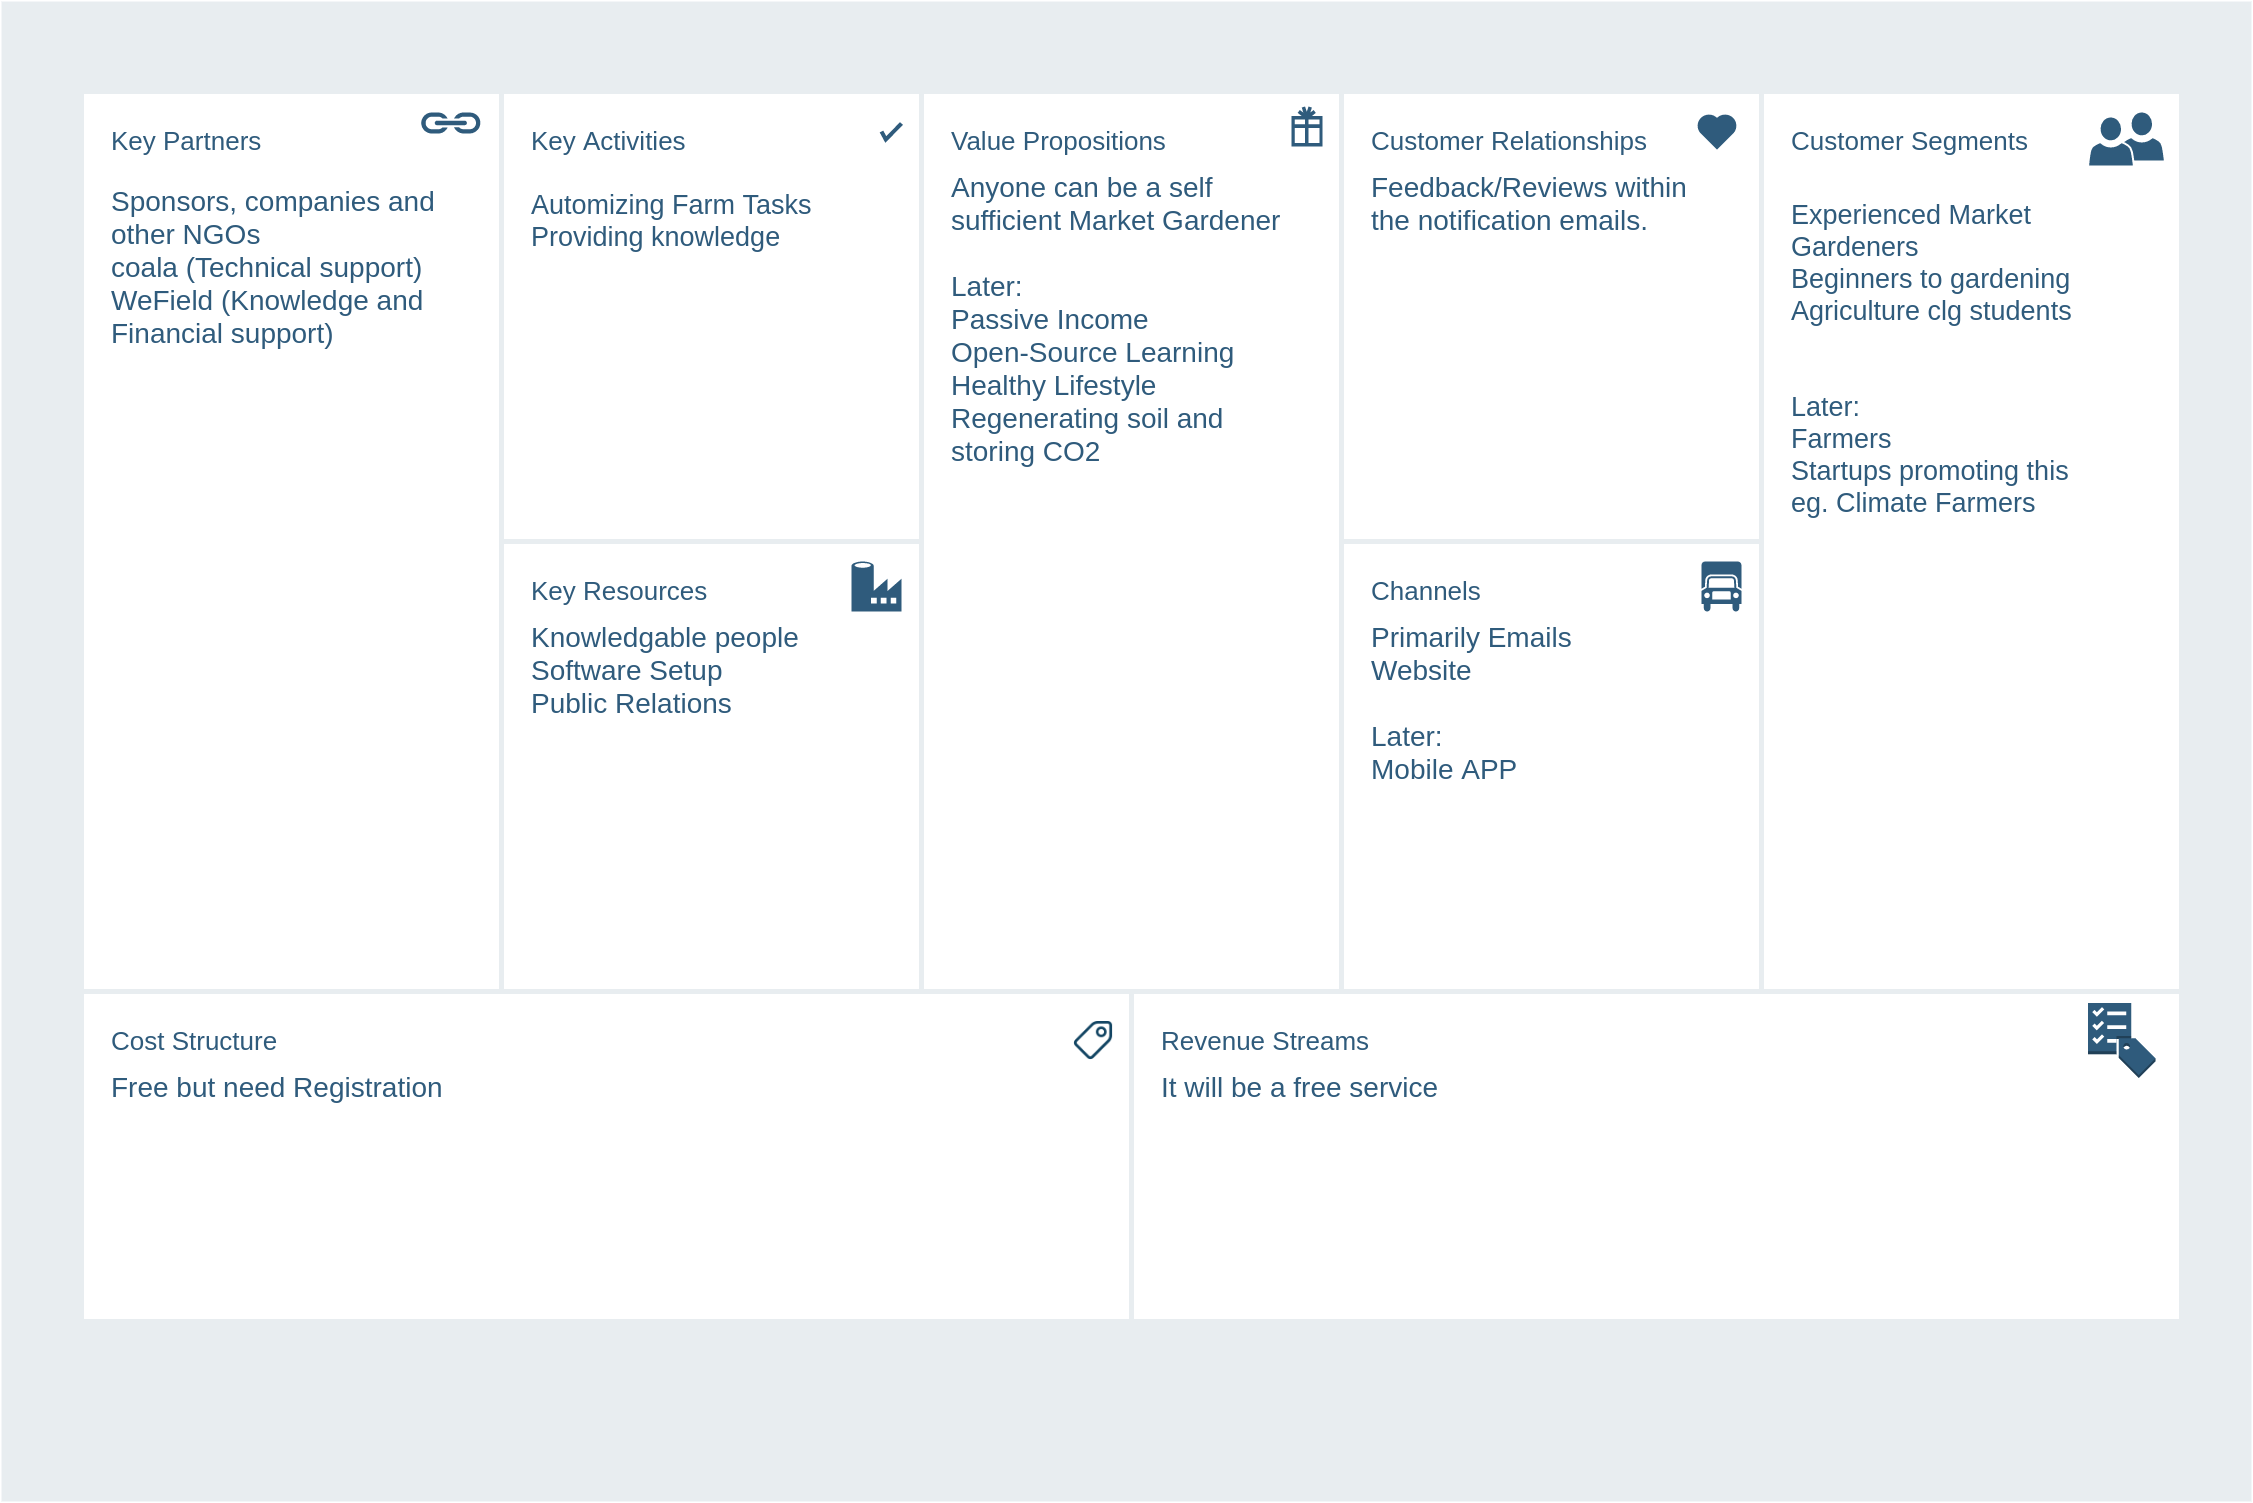 Key Partners
Sponsors, companies and
other NGOs
coala (Technical support)
WeField (Knowledge and
Financial support)
Key Activities
Automizing Farm Tasks
Providing knowledge
Key Resources
Knowledgable people
Software Setup
Public Relations
Value Propositions
Anyone can be a self
sufficient Market Gardener
Later:
Passive Income
Open-Source Learning
Healthy Lifestyle
Regenerating soil and
storing CO2
Customer Relationships
Feedback/Reviews within
the notification emails.
Channels
Primarily Emails
Website
Later:
Mobile APP
Customer Segments
Experienced Market
Gardeners
Beginners to gardening
Agriculture clg students
Later:
Farmers
Startups promoting this
eg. Climate Farmers
Cost Structure
Free but need Registration
Revenue Streams
It will be a free service